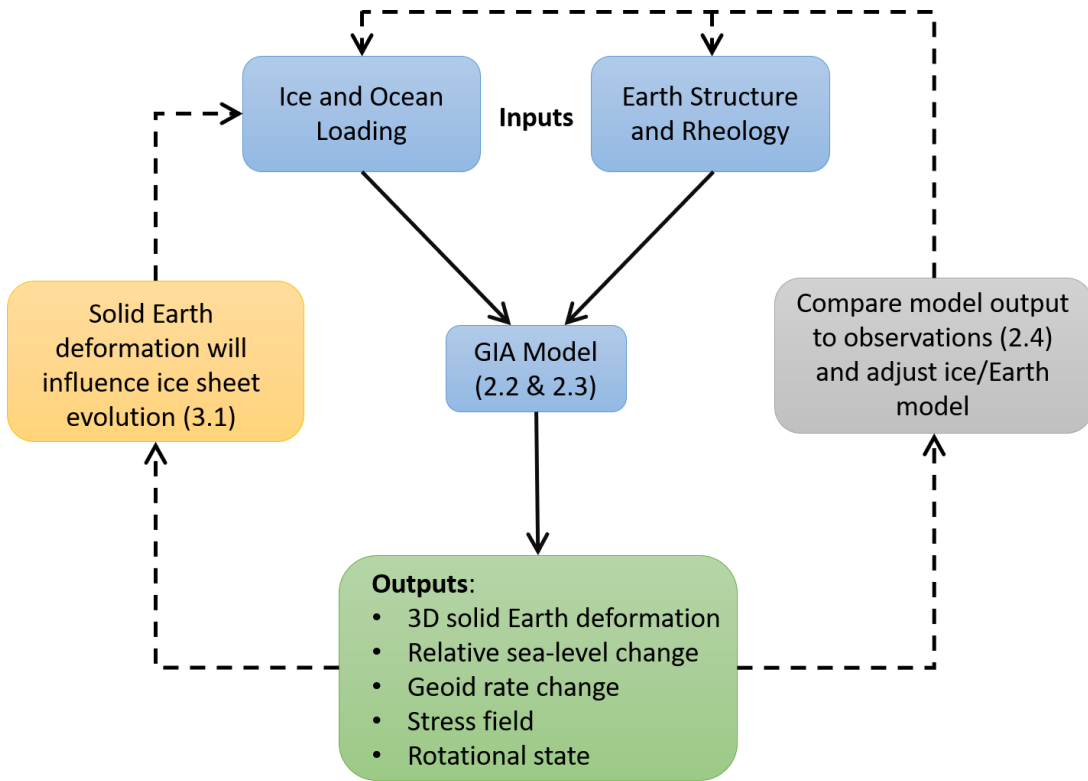 Ice and Ocean
Loading
Inputs
Earth Structure
and Rheology
Solid Earth
deformation will
influence ice sheet
evolution (3.1)
GIA Model
(2.2 & 2.3)
Compare model output
to observations (2.4)
and adjust ice/Earth
model
Outputs:
• 3D solid Earth deformation
• Relative sea-level change
• Geoid rate change
• Stress field
• Rotational state